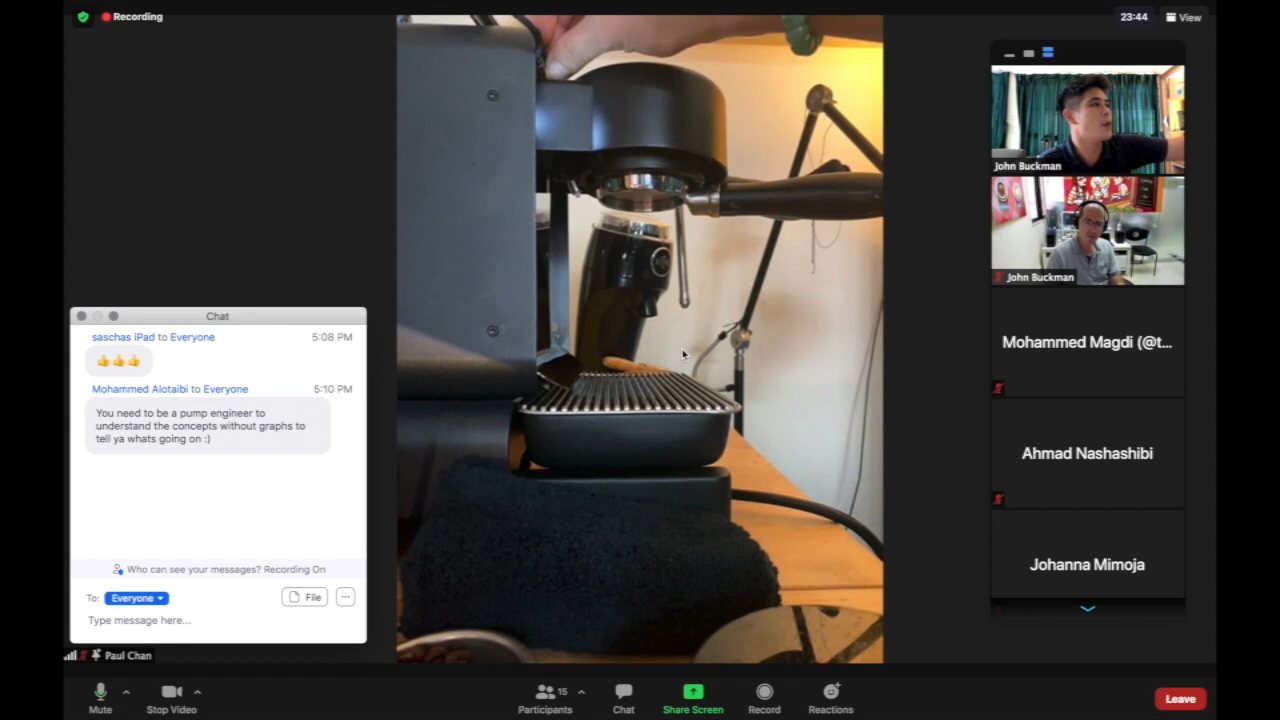 Recording
23:44
View
John Buckman
John Buckman
Mohammed Magdi (@t...
Ahmad Nashashibi
Johanna Mimoja
Chat
saschas iPad to Everyone 5:08 PM
👍👍👍
Mohammed Alotaibi to Everyone 5:10 PM
You need to be a pump engineer to
understand the concepts without graphs to
tell ya whats going on :)
Who can see your messages? Recording On
To: Everyone
File
Type message here...
Paul Chan
Mute
Stop Video
Participants 15
Chat
Share Screen
Record
Reactions
Leave